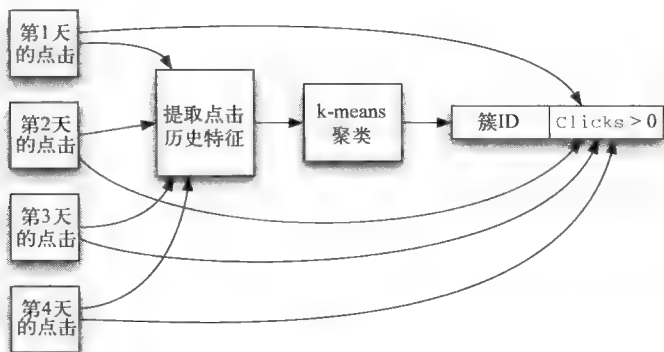 第1天
的点击
第2天
的点击
第3天
的点击
第4天
的点击
提取点击
历史特征
k-means
聚类
簇ID
Clicks > 0